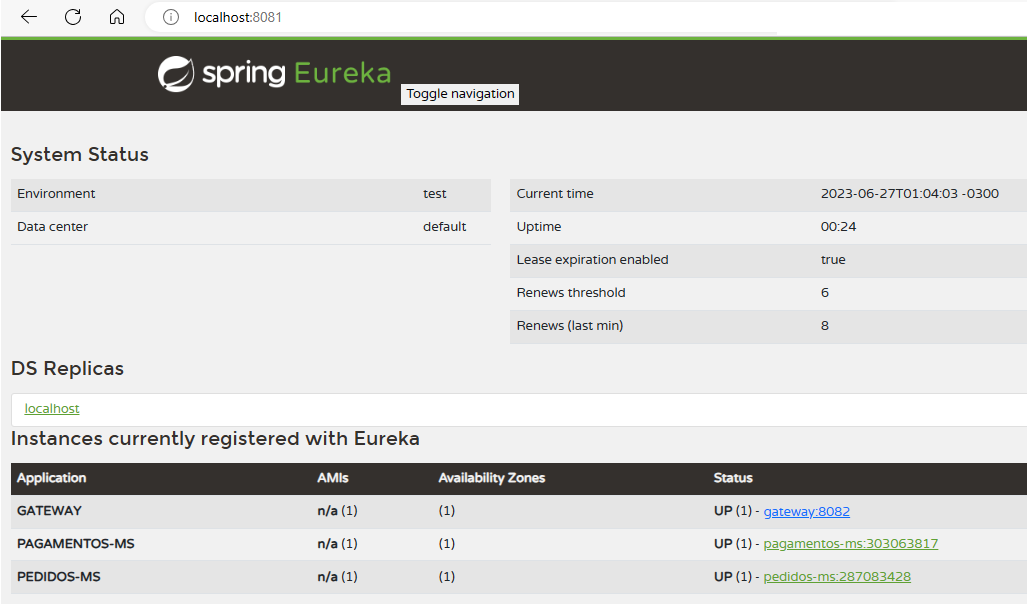 localhost:8081
spring Eureka
Toggle navigation
System Status
Environment test
Data center default
Current time 2023-06-27T01:04:03 -0300
Uptime 00:24
Lease expiration enabled true
Renews threshold 6
Renews (last min) 8
DS Replicas
localhost
Instances currently registered with Eureka
Application AMIs Availability Zones Status
GATEWAY n/a (1) (1) UP (1) - gateway:8082
PAGAMENTOS-MS n/a (1) (1) UP (1) - pagamentos-ms:303063817
PEDIDOS-MS n/a (1) (1) UP (1) - pedidos-ms:287083428